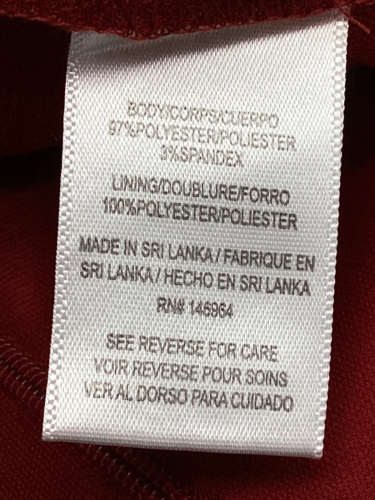 BODY/CORPS/CUERPO
97%POLYESTER/POLIESTER
3%SPANDEX
LINING/DOUBLURE/FORRO
100%POLYESTER/POLIESTER
MADE IN SRI LANKA / FABRIQUE EN
SRI LANKA / HECHO EN SRI LANKA
RN# 146964
SEE REVERSE FOR CARE
VOIR REVERSE POUR SOINS
VER AL DORSO PARA CUIDADO